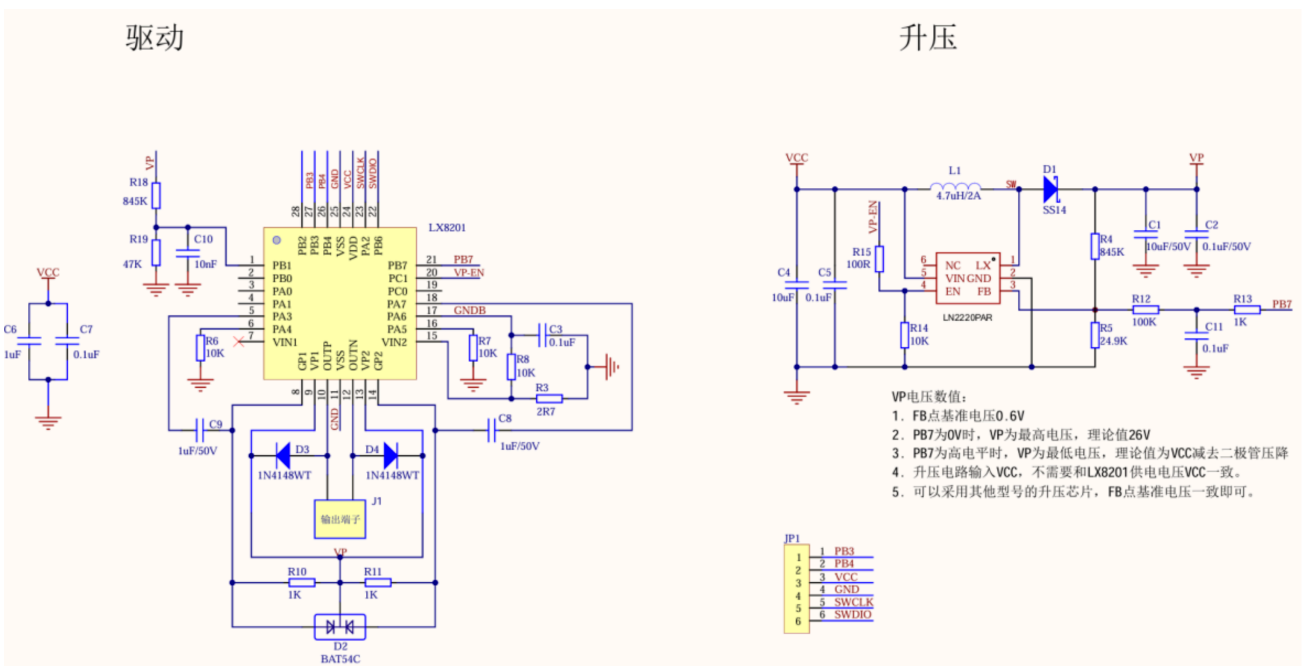 驱动
升压
VP
R18
845K
R19
47K
C10
10nF
VCC
C6
1uF
C7
0.1uF
PB3
PB4
GND
VCC
SWCLK
SWDIO
28
27
26
25
24
23
22
PB2
PB3
PB4
VSS
VDD
PA2
PB6
LX8201
1 PB1
2 PB0
3 PA0
4 PA1
5 PA3
6 PA4
7 VIN1
PB7 21 PB7
PC1 20 VP-EN
PC0 19
PA7 18
PA6 17 GNDB
PA5 16
VIN2 15
GP1
VP1
OUTP
VSS
OUTN
VP2
GP2
8
9
10
11
12
13
14
GND
R6
10K
R7
10K
R8
10K
C3
0.1uF
R3
2R7
C9
1uF/50V
C8
1uF/50V
D3
1N4148WT
D4
1N4148WT
J1
输出端子
VP
R10
1K
R11
1K
D2
BAT54C
VCC
L1
4.7uH/2A
SW
D1
SS14
VP
VP-EN
R15
100R
C4
10uF
C5
0.1uF
6 NC LX 1
5 VIN GND 2
4 EN FB 3
LN2220PAR
R14
10K
R4
845K
R5
24.9K
C1
10uF/50V
C2
0.1uF/50V
R12
100K
R13
1K
PB7
C11
0.1uF
VP电压数值：
1. FB点基准电压0.6V
2. PB7为0V时，VP为最高电压，理论值26V
3. PB7为高电平时，VP为最低电压，理论值为VCC减去二极管压降
4. 升压电路输入VCC，不需要和LX8201供电电压VCC一致。
5. 可以采用其他型号的升压芯片，FB点基准电压一致即可。
JP1
1 1 PB3
2 2 PB4
3 3 VCC
4 4 GND
5 5 SWCLK
6 6 SWDIO